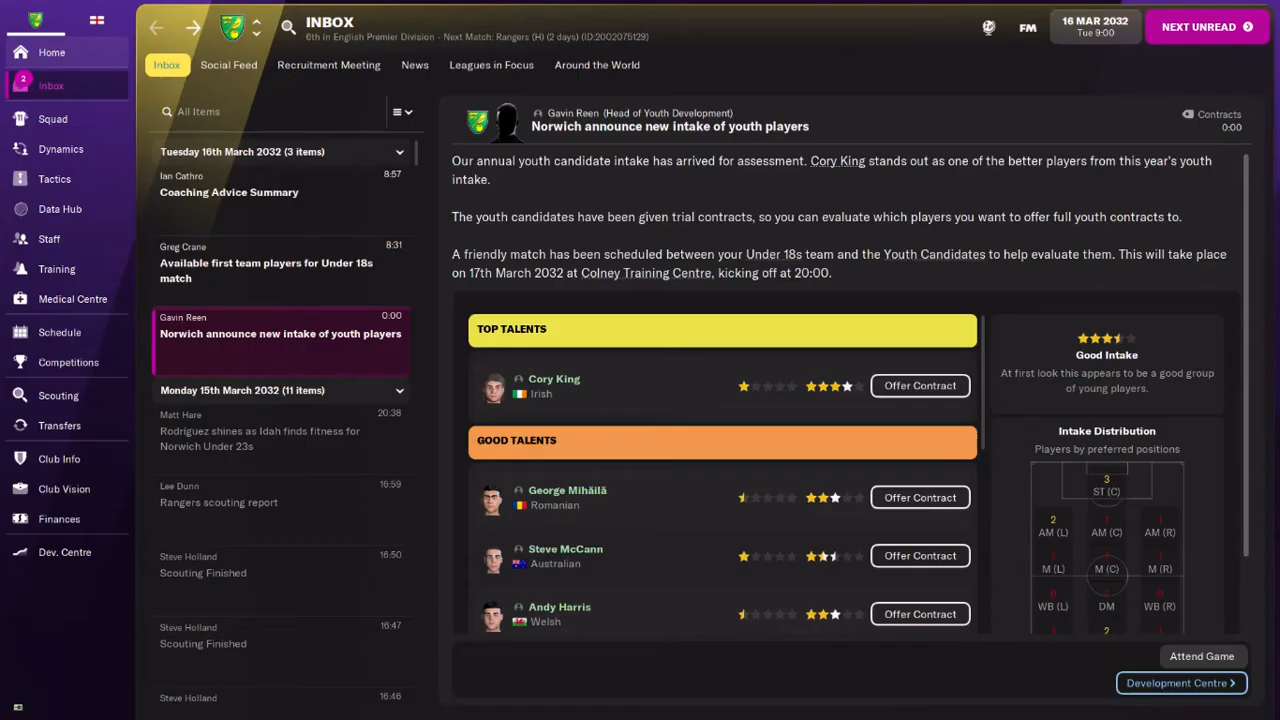 INBOX
6th in English Premier Division - Next Match: Rangers (H) (2 days) (ID:2002075129)
FM
16 MAR 2032
Tue 9:00
NEXT UNREAD
Home
2
Inbox
Squad
Dynamics
Tactics
Data Hub
Staff
Training
Medical Centre
Schedule
Competitions
Scouting
Transfers
Club Info
Club Vision
Finances
Dev. Centre
Inbox
Social Feed
Recruitment Meeting
News
Leagues in Focus
Around the World
All Items
Tuesday 16th March 2032 (3 items)
Ian Cathro 8:57
Coaching Advice Summary
Greg Crane 8:31
Available first team players for Under 18s
match
Gavin Reen 0:00
Norwich announce new intake of youth players
Monday 15th March 2032 (11 items)
Matt Hare 20:38
Rodríguez shines as Idah finds fitness for
Norwich Under 23s
Lee Dunn 16:59
Rangers scouting report
Steve Holland 16:50
Scouting Finished
Steve Holland 16:47
Scouting Finished
Steve Holland 16:46
Gavin Reen (Head of Youth Development)
Norwich announce new intake of youth players
Contracts
0:00
Our annual youth candidate intake has arrived for assessment. Cory King stands out as one of the better players from this year's youth
intake.
The youth candidates have been given trial contracts, so you can evaluate which players you want to offer full youth contracts to.
A friendly match has been scheduled between your Under 18s team and the Youth Candidates to help evaluate them. This will take place
on 17th March 2032 at Colney Training Centre, kicking off at 20:00.
TOP TALENTS
Cory King
Irish
Offer Contract
GOOD TALENTS
George Mihăilă
Romanian
Offer Contract
Steve McCann
Australian
Offer Contract
Andy Harris
Welsh
Offer Contract
Good Intake
At first look this appears to be a good group
of young players.
Intake Distribution
Players by preferred positions
3
ST (C)
2
AM (L)
AM (C)
AM (R)
M (L)
M (C)
M (R)
0
WB (L)
DM
0
WB (R)
2
Attend Game
Development Centre